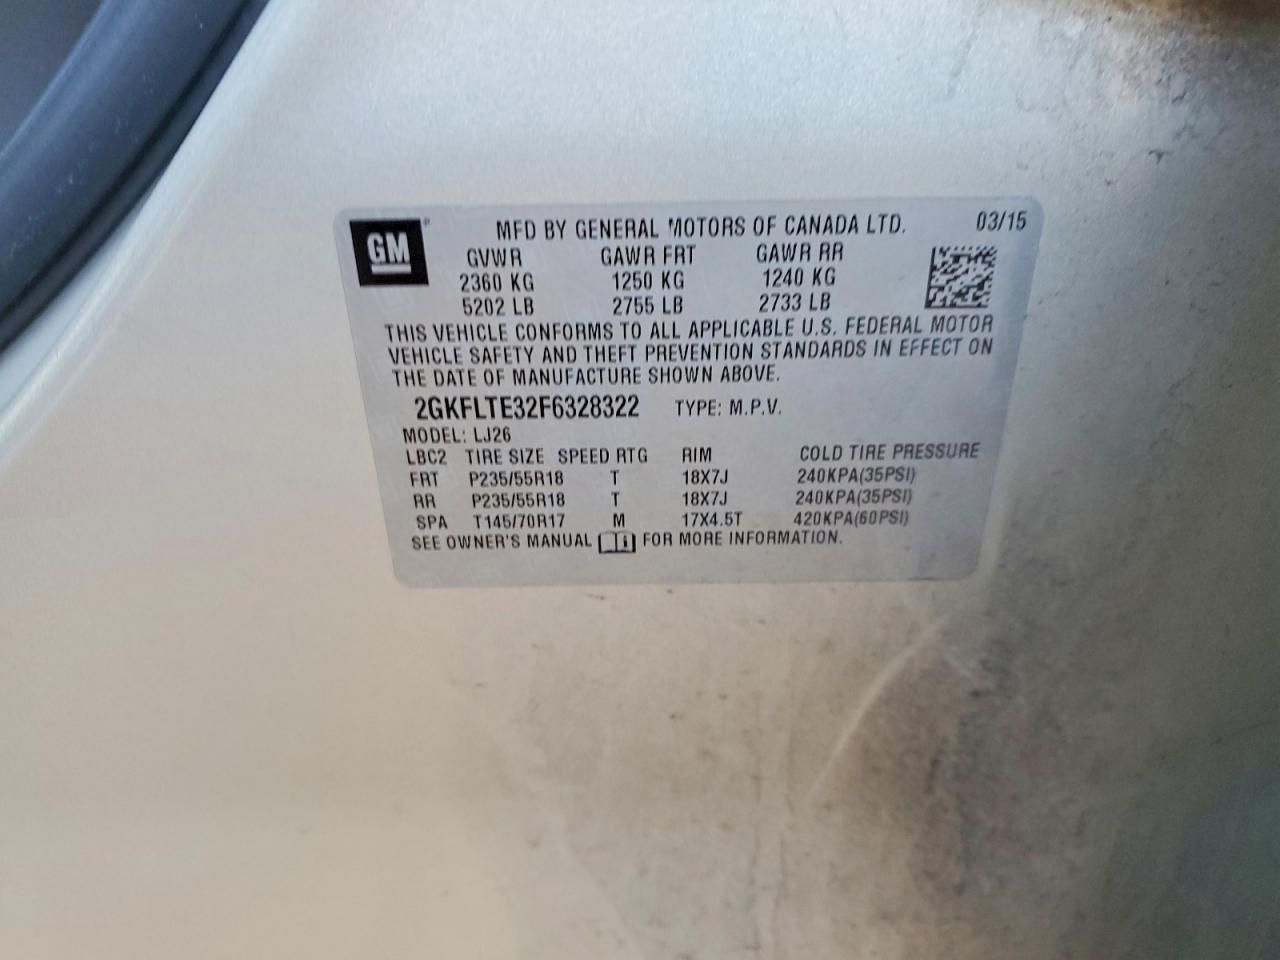 GM ® MFD BY GENERAL MOTORS OF CANADA LTD. 03/15
GVWR GAWR FRT GAWR RR
2360 KG 1250 KG 1240 KG
5202 LB 2755 LB 2733 LB
THIS VEHICLE CONFORMS TO ALL APPLICABLE U.S. FEDERAL MOTOR
VEHICLE SAFETY AND THEFT PREVENTION STANDARDS IN EFFECT ON
THE DATE OF MANUFACTURE SHOWN ABOVE.
2GKFLTE32F6328322 TYPE: M.P.V.
MODEL: LJ26
LBC2 TIRE SIZE SPEED RTG RIM COLD TIRE PRESSURE
FRT P235/55R18 T 18X7J 240KPA(35PSI)
RR P235/55R18 T 18X7J 240KPA(35PSI)
SPA T145/70R17 M 17X4.5T 420KPA(60PSI)
SEE OWNER'S MANUAL FOR MORE INFORMATION.